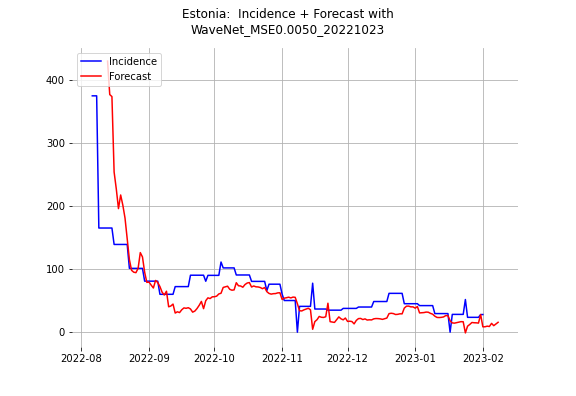 Estonia:  Incidence + Forecast with
WaveNet_MSE0.0050_20221023
Incidence
Forecast
400
300
200
100
0
2022-08 2022-09 2022-10 2022-11 2022-12 2023-01 2023-02